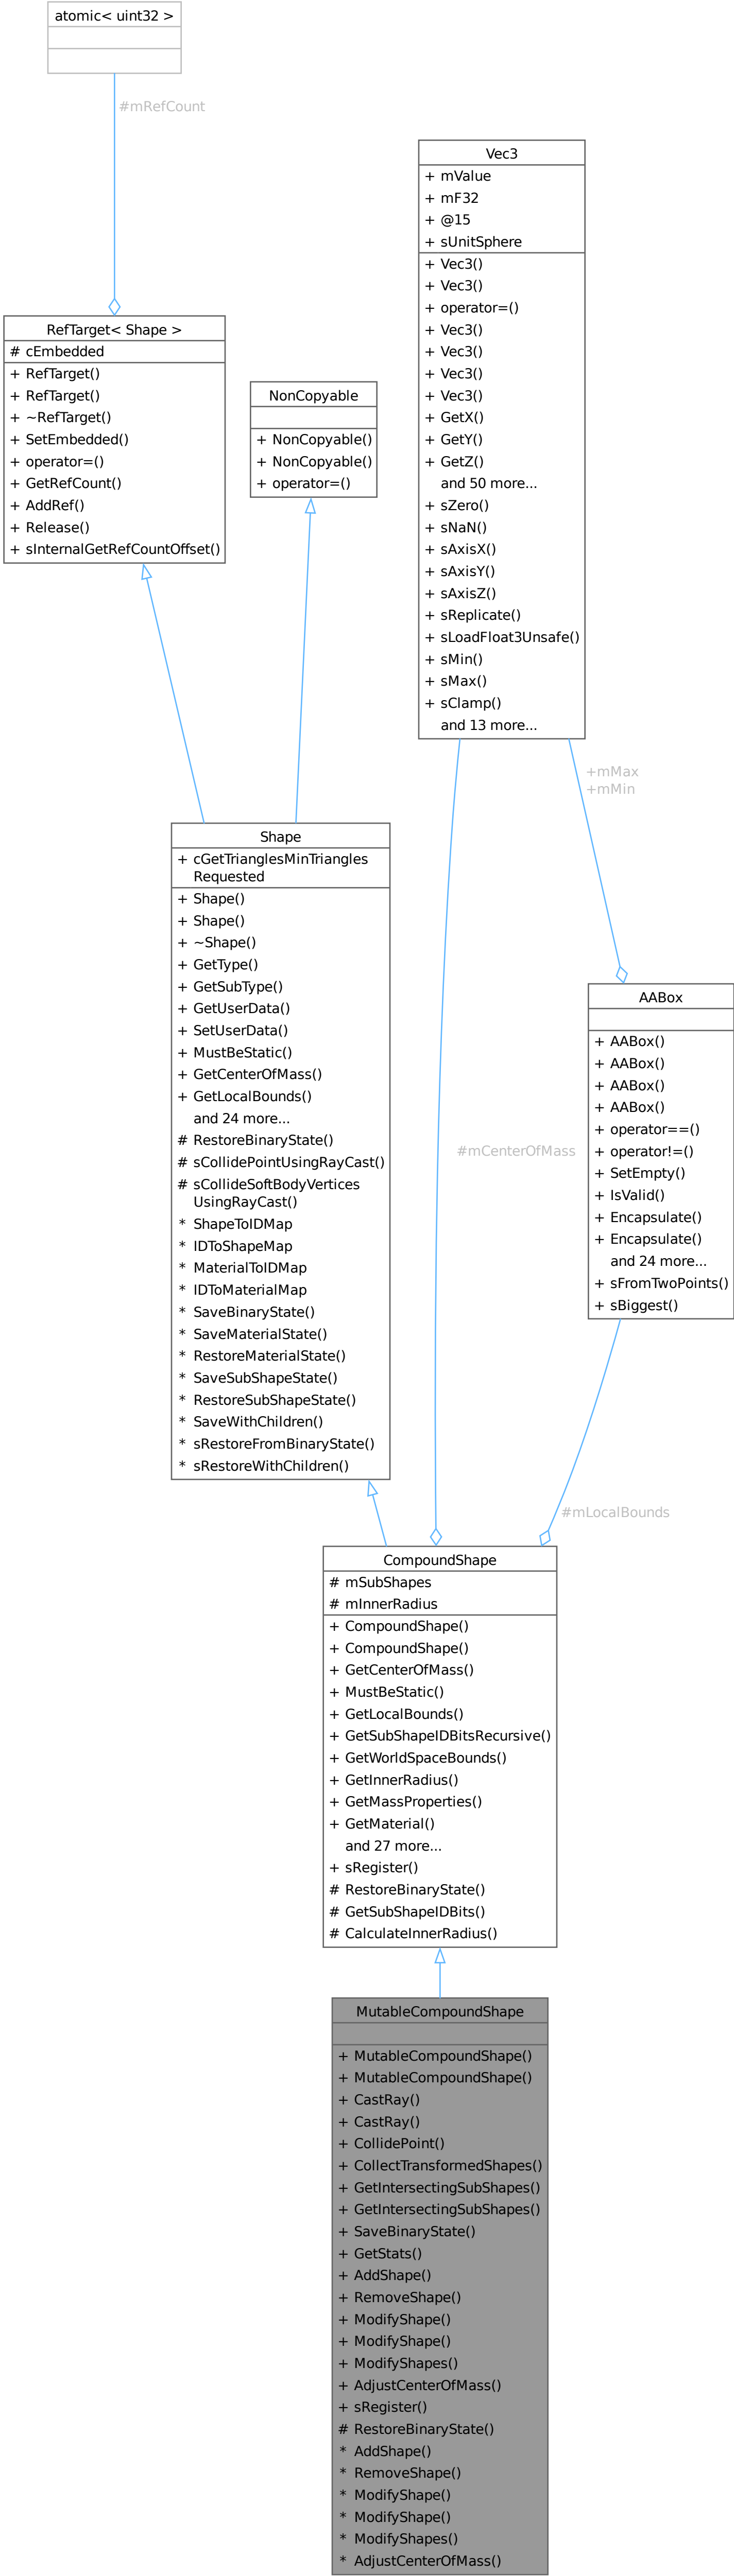 atomic< uint32 >
#mRefCount
Vec3
+ mValue
+ mF32
+ @15
+ sUnitSphere
+ Vec3()
+ Vec3()
+ operator=()
+ Vec3()
+ Vec3()
+ Vec3()
+ Vec3()
+ GetX()
+ GetY()
+ GetZ()
and 50 more...
+ sZero()
+ sNaN()
+ sAxisX()
+ sAxisY()
+ sAxisZ()
+ sReplicate()
+ sLoadFloat3Unsafe()
+ sMin()
+ sMax()
+ sClamp()
and 13 more...
RefTarget< Shape >
# cEmbedded
+ RefTarget()
+ RefTarget()
+ ~RefTarget()
+ SetEmbedded()
+ operator=()
+ GetRefCount()
+ AddRef()
+ Release()
+ sInternalGetRefCountOffset()
NonCopyable
+ NonCopyable()
+ NonCopyable()
+ operator=()
+mMax
+mMin
Shape
+ cGetTrianglesMinTriangles
Requested
+ Shape()
+ Shape()
+ ~Shape()
+ GetType()
+ GetSubType()
+ GetUserData()
+ SetUserData()
+ MustBeStatic()
+ GetCenterOfMass()
+ GetLocalBounds()
and 24 more...
# RestoreBinaryState()
# sCollidePointUsingRayCast()
# sCollideSoftBodyVertices
UsingRayCast()
* ShapeToIDMap
* IDToShapeMap
* MaterialToIDMap
* IDToMaterialMap
* SaveBinaryState()
* SaveMaterialState()
* RestoreMaterialState()
* SaveSubShapeState()
* RestoreSubShapeState()
* SaveWithChildren()
* sRestoreFromBinaryState()
* sRestoreWithChildren()
#mCenterOfMass
AABox
+ AABox()
+ AABox()
+ AABox()
+ AABox()
+ operator==()
+ operator!=()
+ SetEmpty()
+ IsValid()
+ Encapsulate()
+ Encapsulate()
and 24 more...
+ sFromTwoPoints()
+ sBiggest()
#mLocalBounds
CompoundShape
# mSubShapes
# mInnerRadius
+ CompoundShape()
+ CompoundShape()
+ GetCenterOfMass()
+ MustBeStatic()
+ GetLocalBounds()
+ GetSubShapeIDBitsRecursive()
+ GetWorldSpaceBounds()
+ GetInnerRadius()
+ GetMassProperties()
+ GetMaterial()
and 27 more...
+ sRegister()
# RestoreBinaryState()
# GetSubShapeIDBits()
# CalculateInnerRadius()
MutableCompoundShape
+ MutableCompoundShape()
+ MutableCompoundShape()
+ CastRay()
+ CastRay()
+ CollidePoint()
+ CollectTransformedShapes()
+ GetIntersectingSubShapes()
+ GetIntersectingSubShapes()
+ SaveBinaryState()
+ GetStats()
+ AddShape()
+ RemoveShape()
+ ModifyShape()
+ ModifyShape()
+ ModifyShapes()
+ AdjustCenterOfMass()
+ sRegister()
# RestoreBinaryState()
* AddShape()
* RemoveShape()
* ModifyShape()
* ModifyShape()
* ModifyShapes()
* AdjustCenterOfMass()